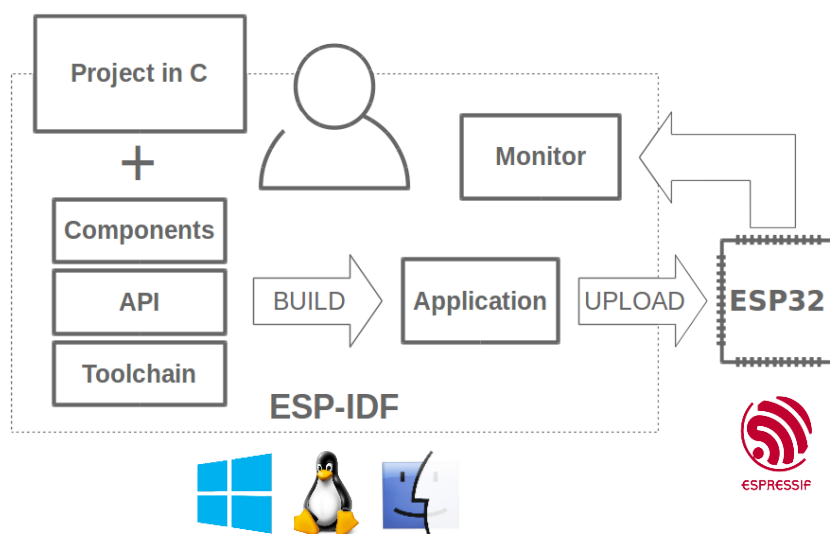 Project in C
+
Components
API
Toolchain
BUILD
Application
UPLOAD
Monitor
ESP32
ESP-IDF
ESPRESSIF